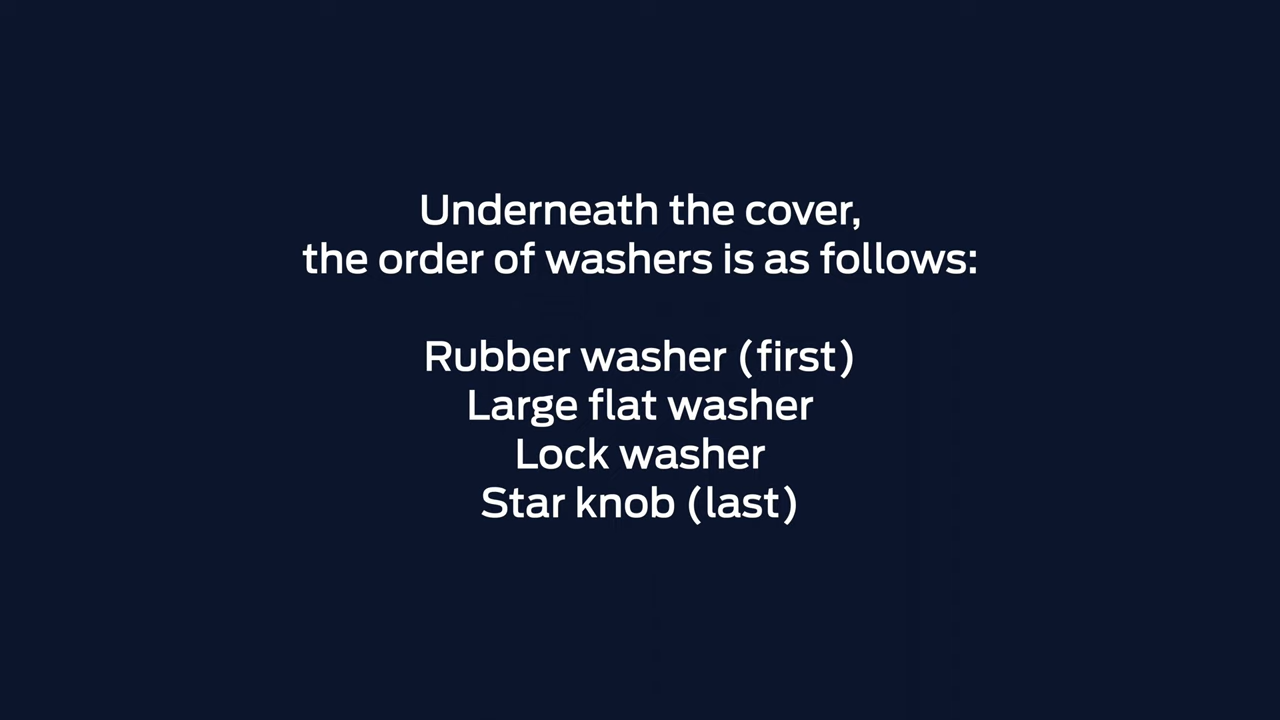 Underneath the cover,
the order of washers is as follows:
Rubber washer (first)
Large flat washer
Lock washer
Star knob (last)